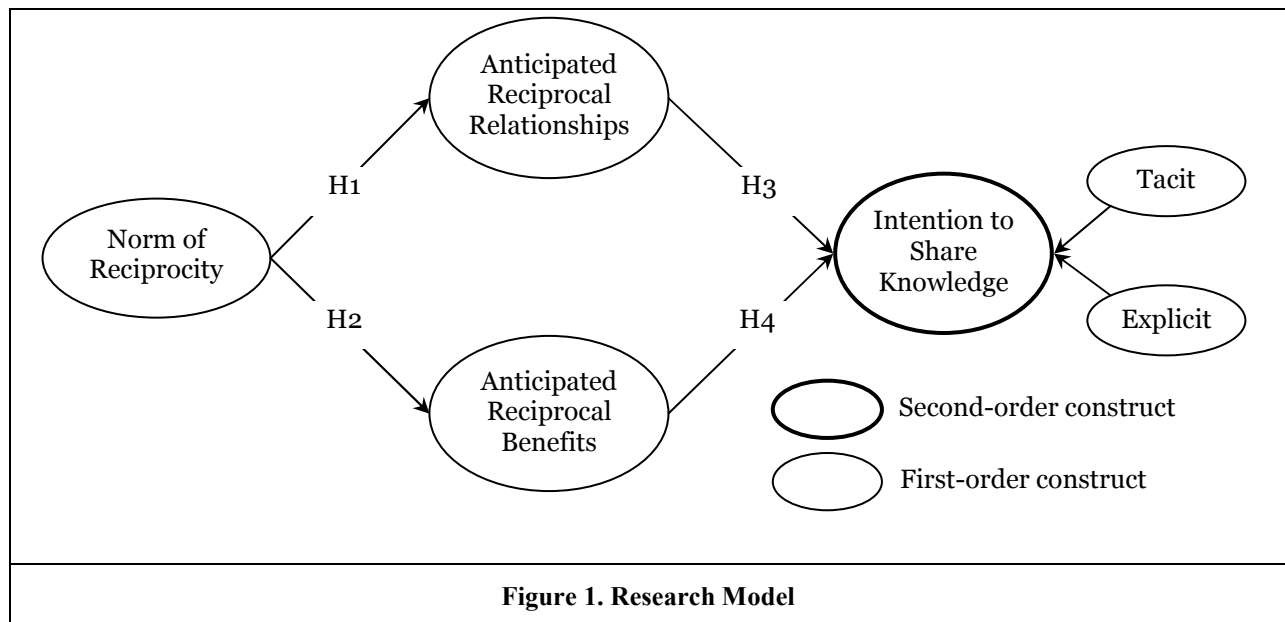 Anticipated
Reciprocal
Relationships
H1
H3
Tacit
Norm of
Reciprocity
Intention to
Share
Knowledge
H2
H4
Explicit
Anticipated
Reciprocal
Benefits
Second-order construct
First-order construct
Figure 1. Research Model